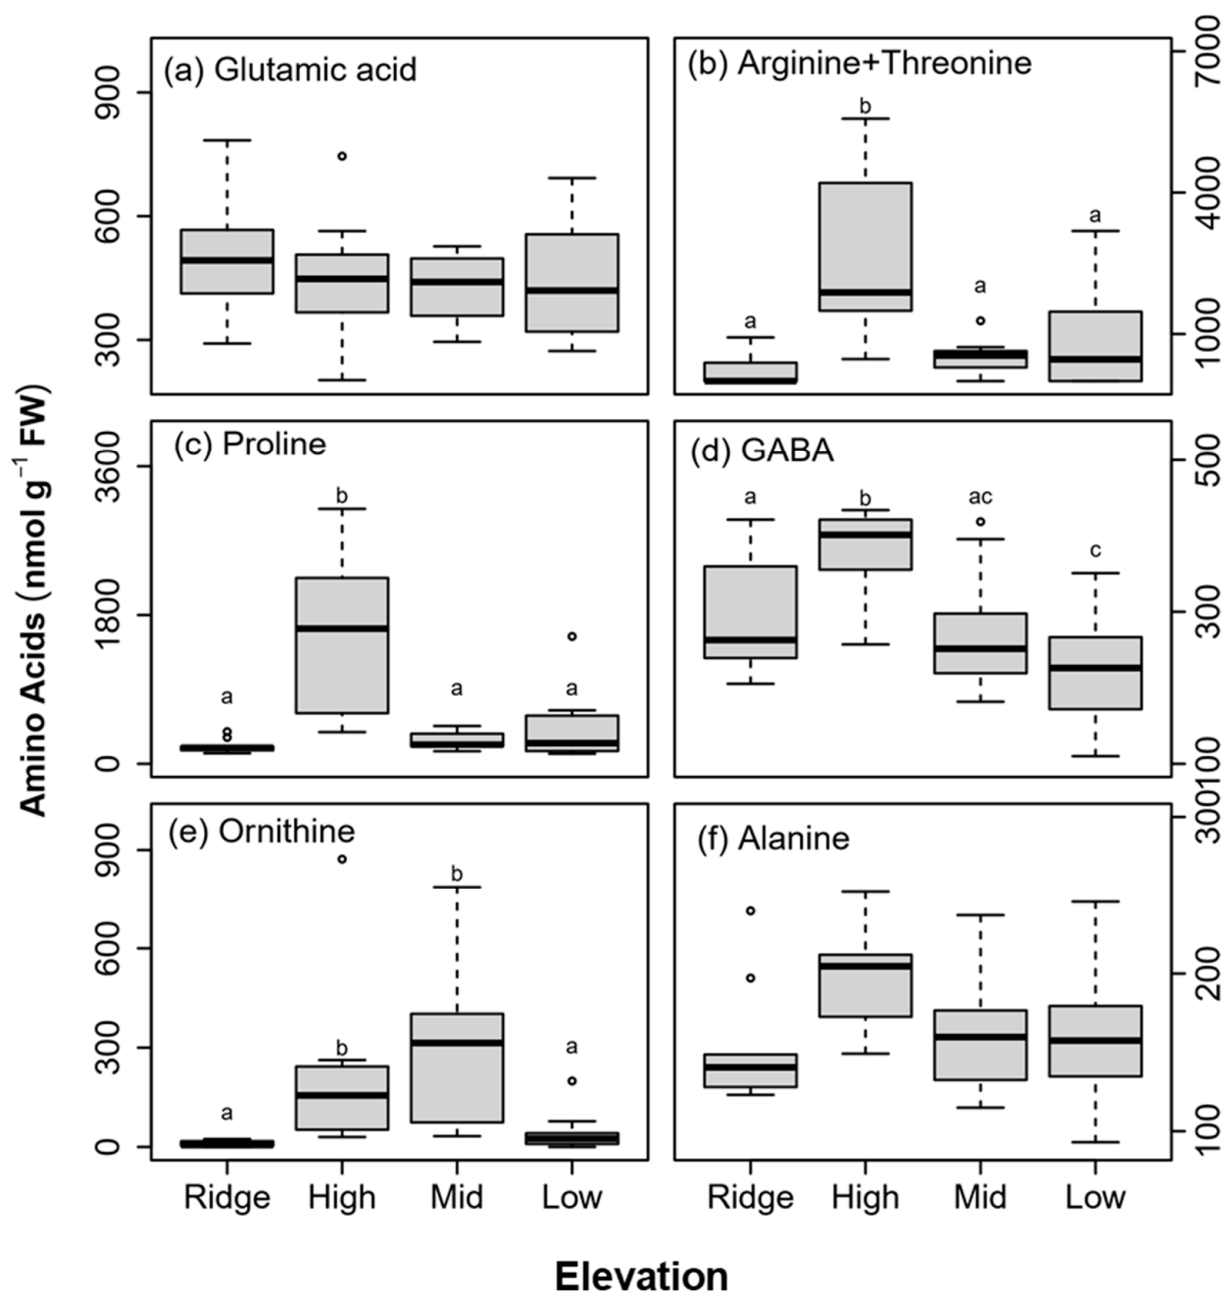 (a) Glutamic acid
900
600
300
(b) Arginine+Threonine
7000
4000
1000
a
b
a
a
(c) Proline
3600
1800
0
a
b
a
a
(d) GABA
500
300
100
a
b
ac
c
(e) Ornithine
900
600
300
0
a
b
b
a
(f) Alanine
300
200
100
Amino Acids (nmol g⁻¹ FW)
Ridge High Mid Low
Ridge High Mid Low
Elevation